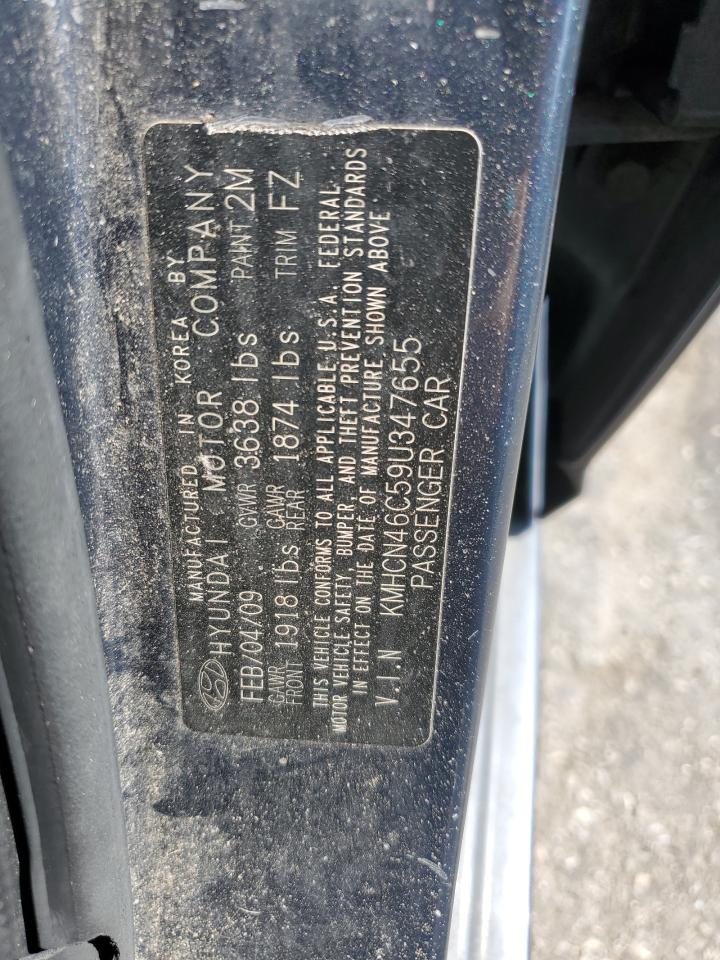 MANUFACTURED IN KOREA BY
HYUNDAI MOTOR COMPANY
FEB/04/09 GVWR 3638 lbs PAINT 2M
GAWR FRONT 1918 lbs GAWR REAR 1874 lbs TRIM FZ
THIS VEHICLE CONFORMS TO ALL APPLICABLE U.S.A. FEDERAL
MOTOR VEHICLE SAFETY, BUMPER, AND THEFT PREVENTION STANDARDS
IN EFFECT ON THE DATE OF MANUFACTURE SHOWN ABOVE
V.I.N KMHCN46C59U347655
PASSENGER CAR